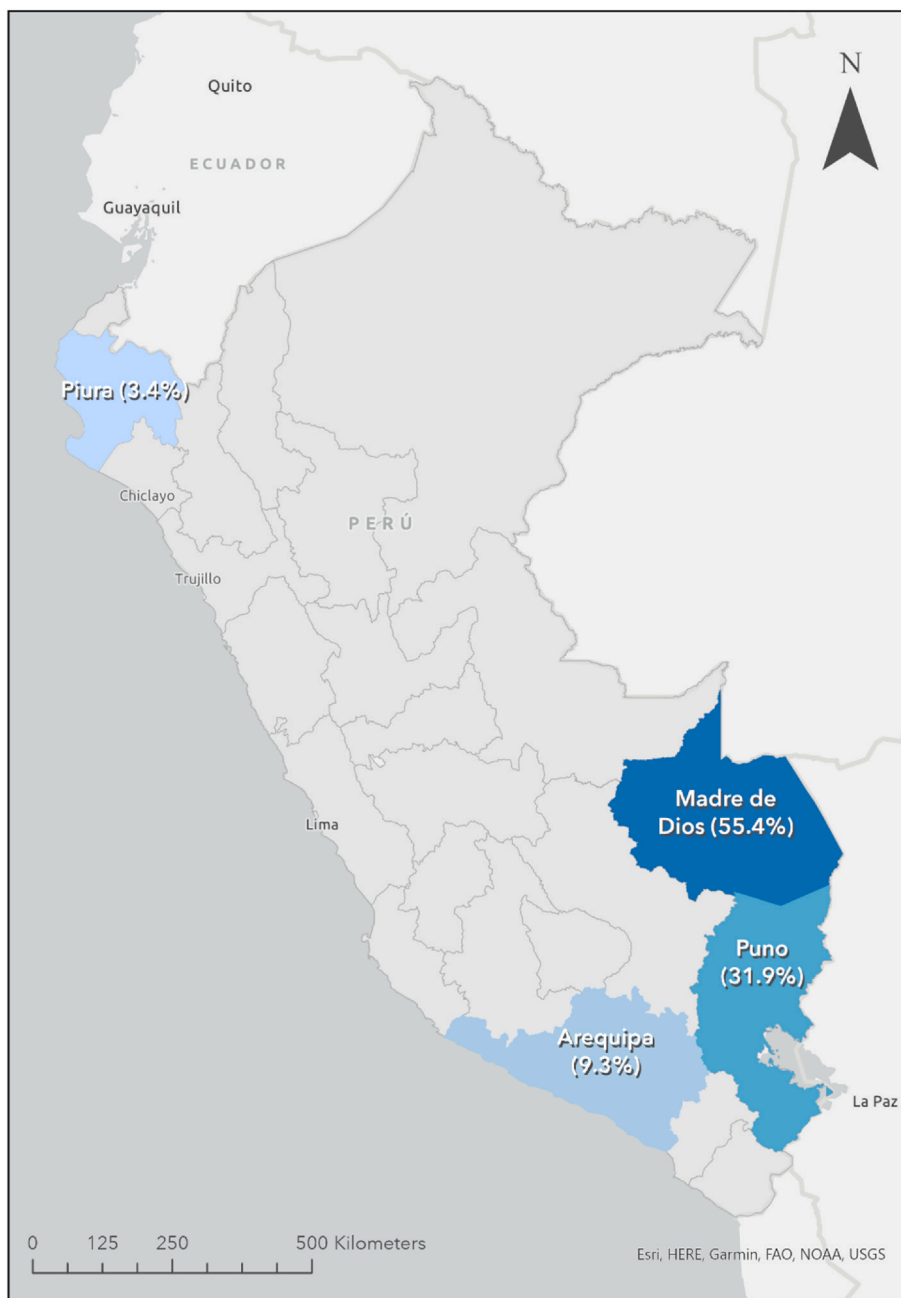 Quito
N
ECUADOR
Guayaquil
Piura (3.4%)
Chiclayo
PERÚ
Trujillo
Madre de
Dios (55.4%)
Lima
Puno
(31.9%)
Arequipa
(9.3%)
La Paz
0 125 250 500 Kilometers
Esri, HERE, Garmin, FAO, NOAA, USGS